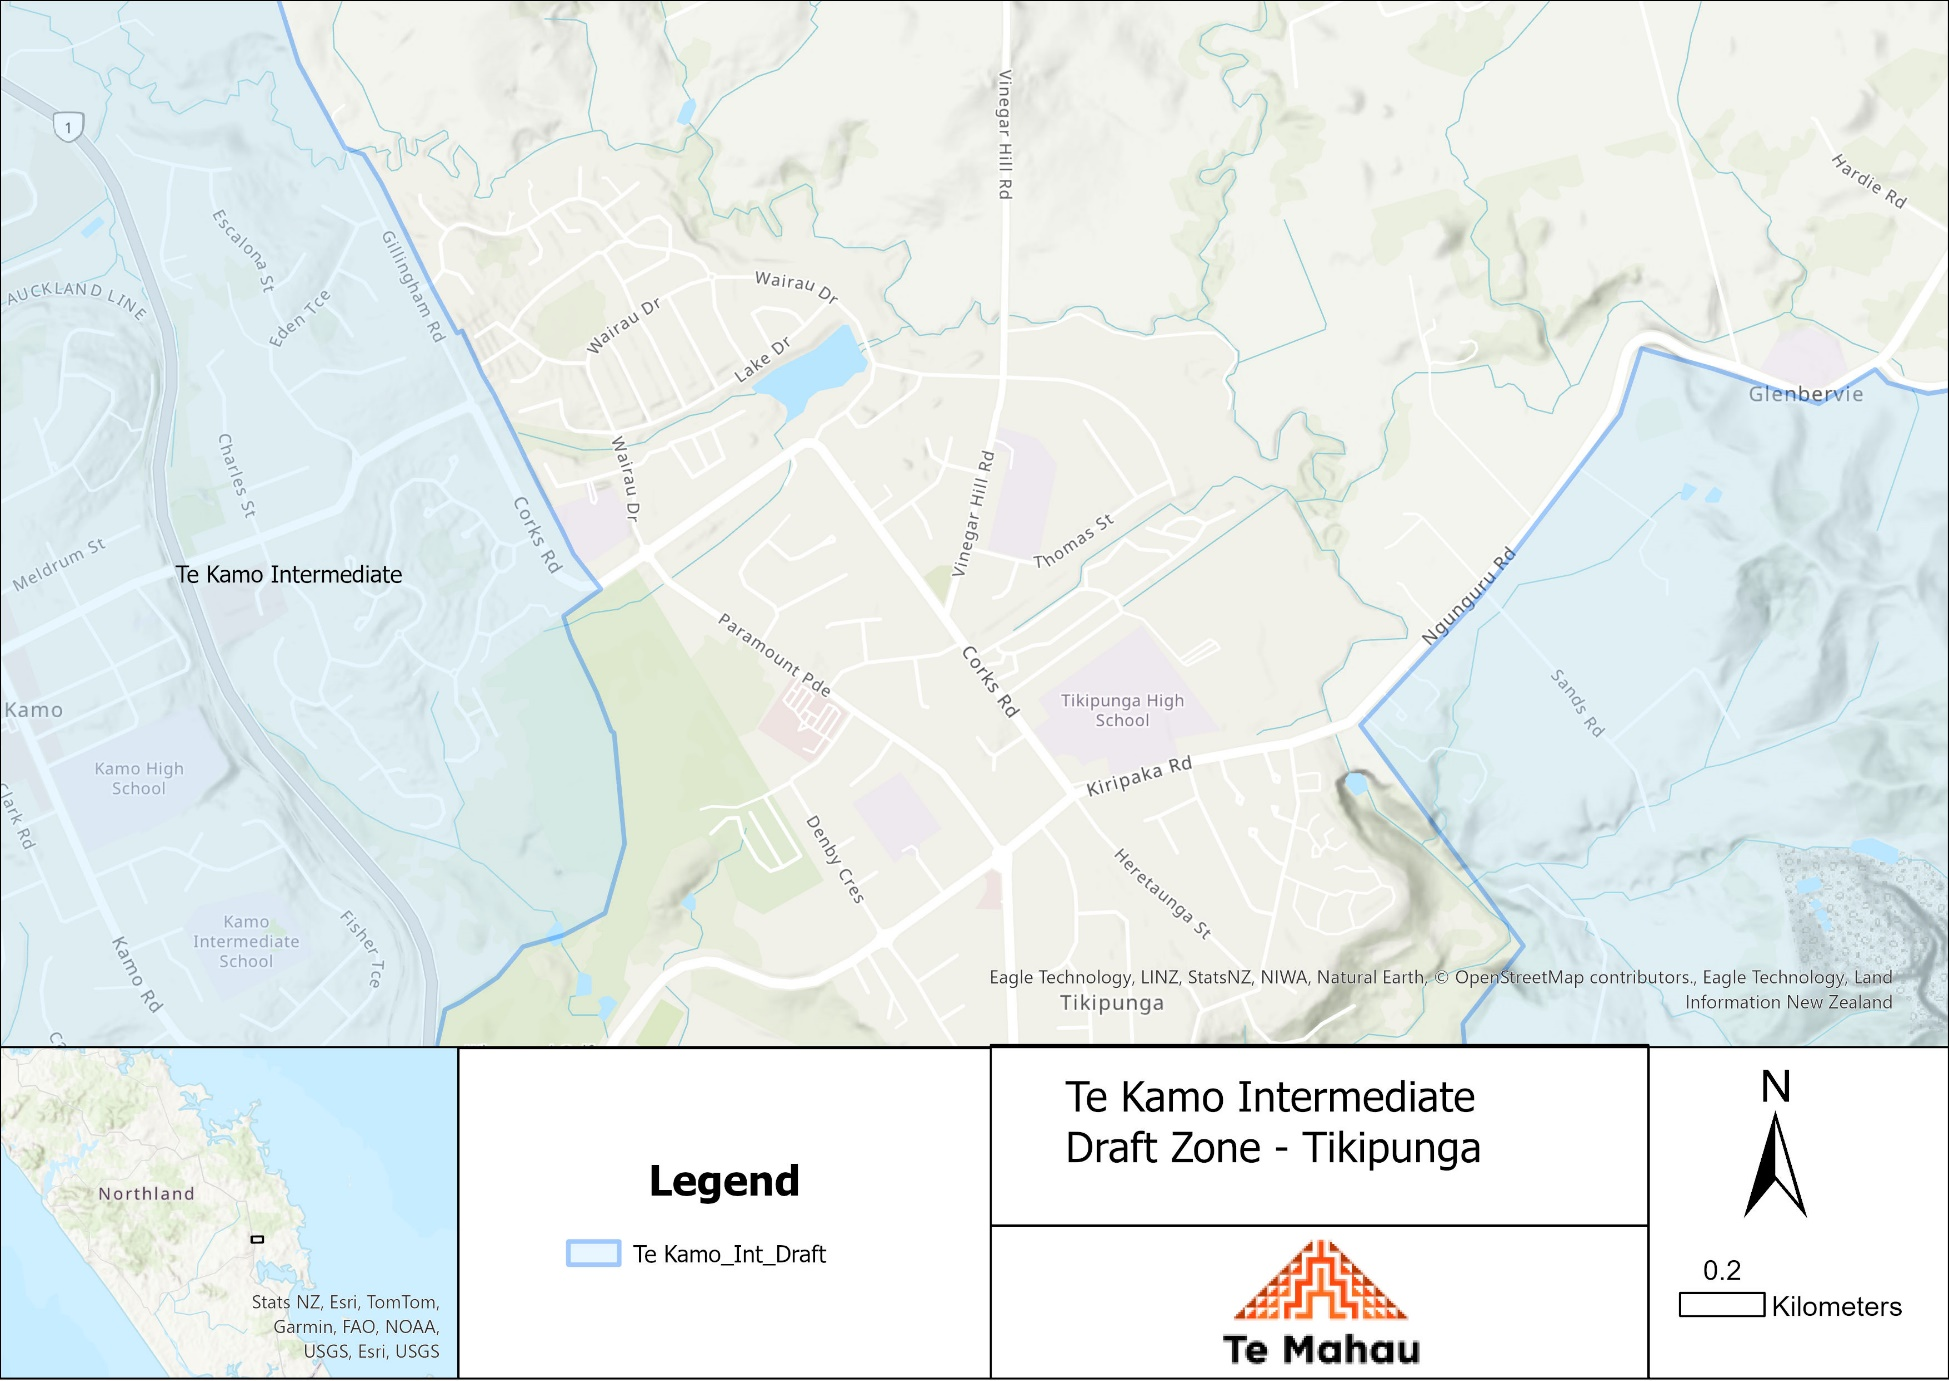 1
Vinegar Hill Rd
Hardie Rd
Escalona St
Gillingham Rd
AUCKLAND LINE
Eden Tce
Wairau Dr
Wairau Dr
Lake Dr
Glenbervie
Charles St
Wairau Dr
Corks Rd
Vinegar Hill Rd
Thomas St
Meldrum St
Te Kamo Intermediate
Ngunguru Rd
Paramount Pde
Corks Rd
Sands Rd
Kamo
Tikipunga High
School
Kamo High
School
Kiripaka Rd
Clark Rd
Denby Cres
Heretaunga St
Kamo
Intermediate
School
Fisher Tce
Kamo Rd
Eagle Technology, LINZ, StatsNZ, NIWA, Natural Earth, © OpenStreetMap contributors., Eagle Technology, Land
Information New Zealand
Tikipunga
Northland
Stats NZ, Esri, TomTom,
Garmin, FAO, NOAA,
USGS, Esri, USGS
Legend
Te Kamo_Int_Draft
Te Kamo Intermediate
Draft Zone - Tikipunga
Te Mahau
N
0.2
Kilometers